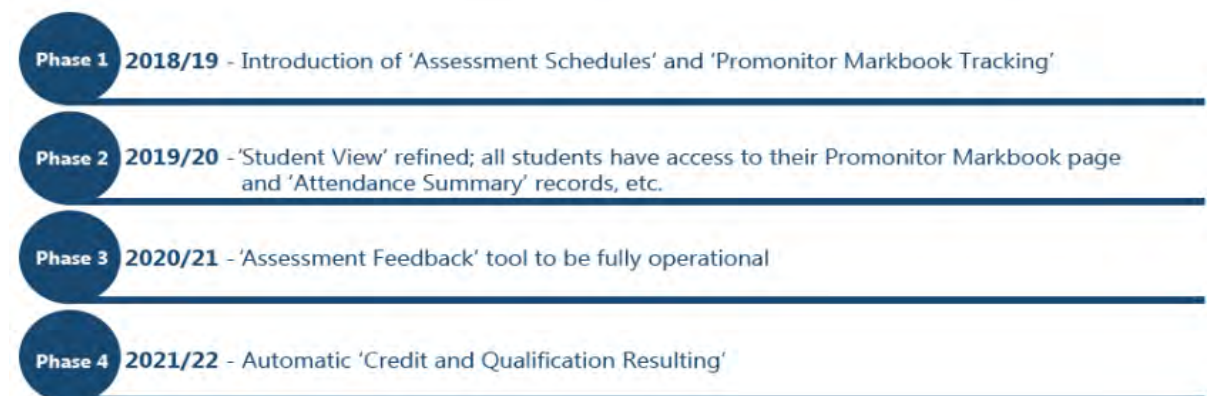 Phase 1 2018/19 - Introduction of ‘Assessment Schedules’ and ‘Promonitor Markbook Tracking’
Phase 2 2019/20 - ‘Student View’ refined; all students have access to their Promonitor Markbook page
and ‘Attendance Summary’ records, etc.
Phase 3 2020/21 - ‘Assessment Feedback’ tool to be fully operational
Phase 4 2021/22 - Automatic ‘Credit and Qualification Resulting’